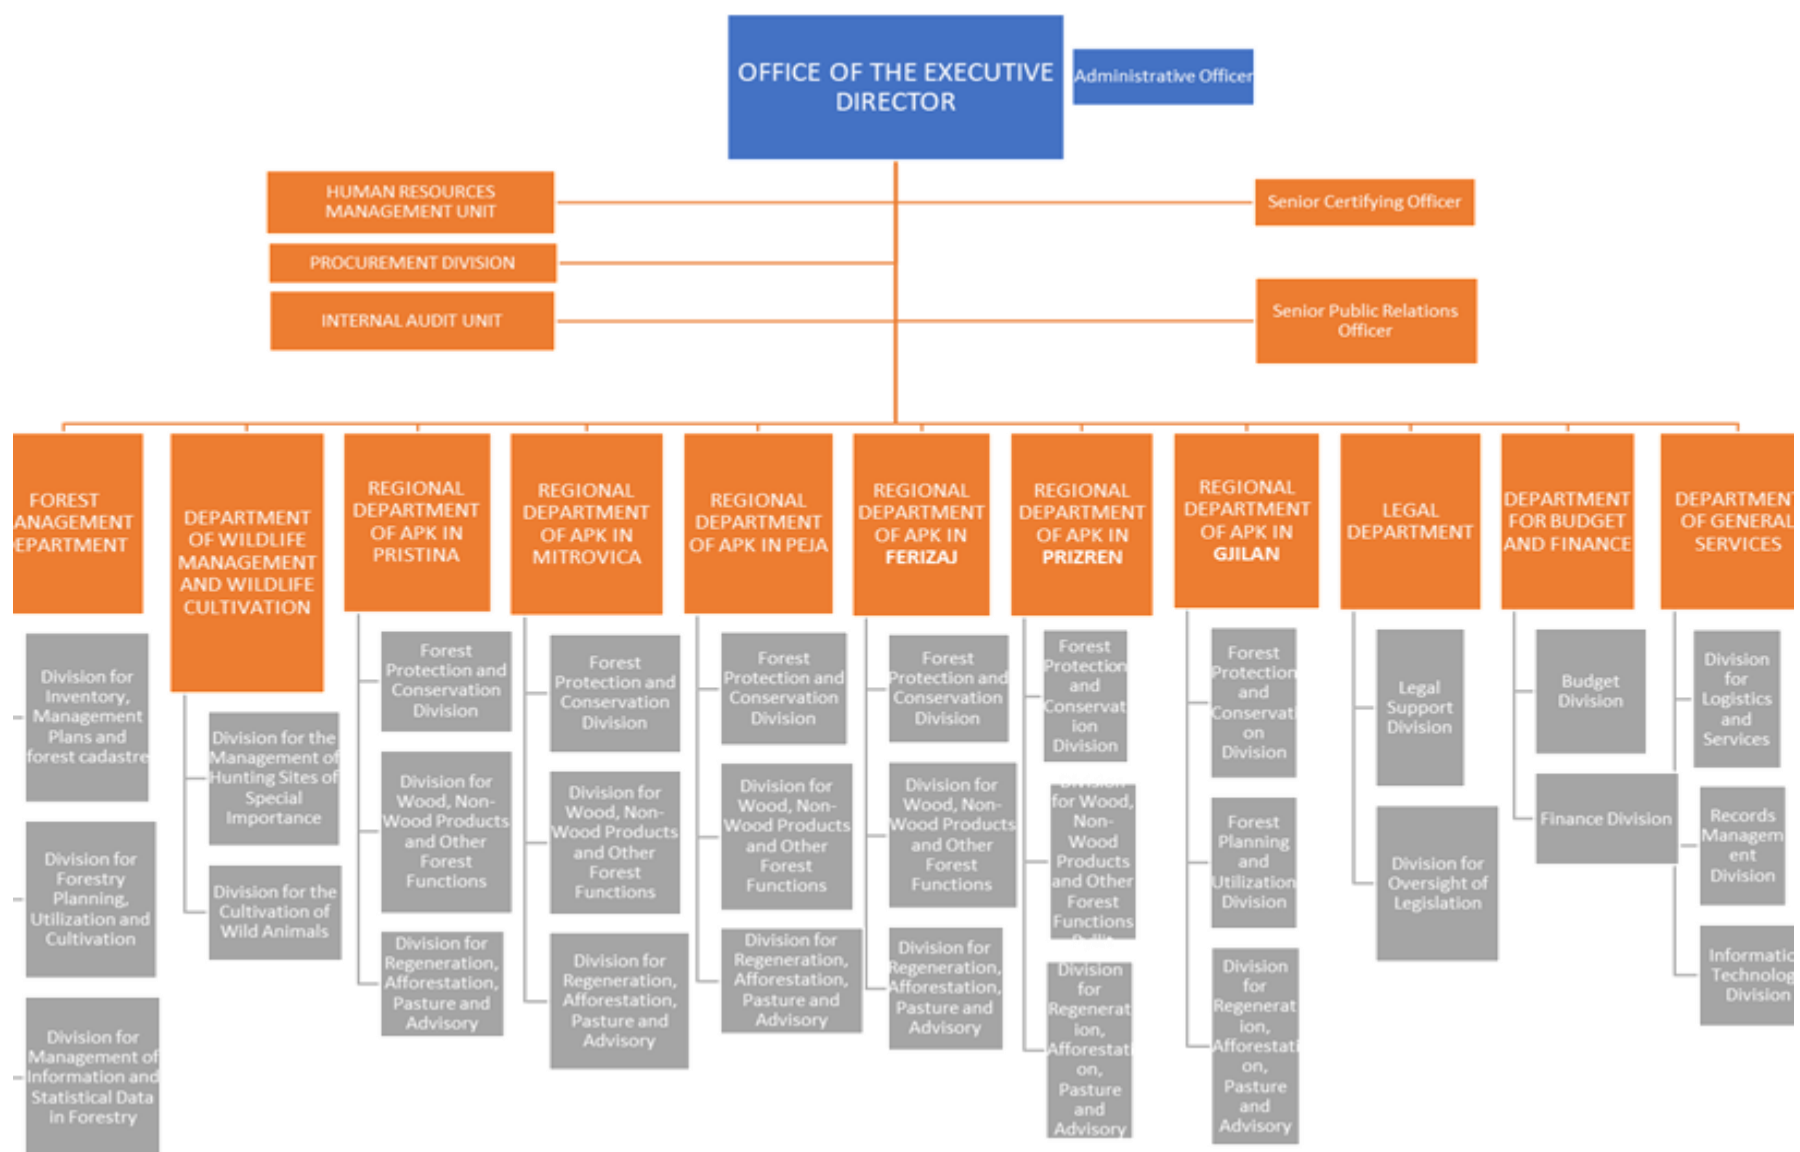 OFFICE OF THE EXECUTIVE
DIRECTOR
Administrative Officer
HUMAN RESOURCES
MANAGEMENT UNIT
Senior Certifying Officer
PROCUREMENT DIVISION
INTERNAL AUDIT UNIT
Senior Public Relations
Officer
FOREST
ANAGEMENT
EPARTMENT
DEPARTMENT
OF WILDLIFE
MANAGEMENT
AND WILDLIFE
CULTIVATION
REGIONAL
DEPARTMENT
OF APK IN
PRISTINA
REGIONAL
DEPARTMENT
OF APK IN
MITROVICA
REGIONAL
DEPARTMENT
OF APK IN PEJA
REGIONAL
DEPARTMENT
OF APK IN
FERIZAJ
REGIONAL
DEPARTMENT
OF APK IN
PRIZREN
REGIONAL
DEPARTMENT
OF APK IN
GJILAN
LEGAL
DEPARTMENT
DEPARTMENT
FOR BUDGET
AND FINANCE
DEPARTMENT
OF GENERAL
SERVICES
Division for
Inventory,
Management
Plans and
forest cadastre
Division for
Forestry
Planning,
Utilization and
Cultivation
Division for
Management of
Information and
Statistical Data
in Forestry
Division for the
Management of
Hunting Sites of
Special
Importance
Division for the
Cultivation of
Wild Animals
Forest
Protection and
Conservation
Division
Division for
Wood, Non-
Wood Products
and Other
Forest
Functions
Division for
Regeneration,
Afforestation,
Pasture and
Advisory
Forest
Protection and
Conservation
Division
Division for
Wood, Non-
Wood Products
and Other
Forest
Functions
Division for
Regeneration,
Afforestation,
Pasture and
Advisory
Forest
Protection and
Conservation
Division
Division for
Wood, Non-
Wood Products
and Other
Forest
Functions
Division for
Regeneration,
Afforestation,
Pasture and
Advisory
Forest
Protection and
Conservation
Division
Division for
Wood, Non-
Wood Products
and Other
Forest
Functions
Division for
Regeneration,
Afforestation,
Pasture and
Advisory
Forest
Protection
and
Conservat
ion
Division
Division
for Wood,
Non-
Wood
Products
and Other
Forest
Functions
Division
for
Regenerat
ion,
Afforestati
on,
Pasture
and
Advisory
Forest
Protection
and
Conservati
on
Division
Forest
Planning
and
Utilization
Division
Division
for
Regenerat
ion,
Afforestati
on,
Pasture
and
Advisory
Legal
Support
Division
Division for
Oversight of
Legislation
Budget
Division
Finance Division
Division
for
Logistics
and
Services
Records
Managem
ent
Division
Informatic
Technolog
Division